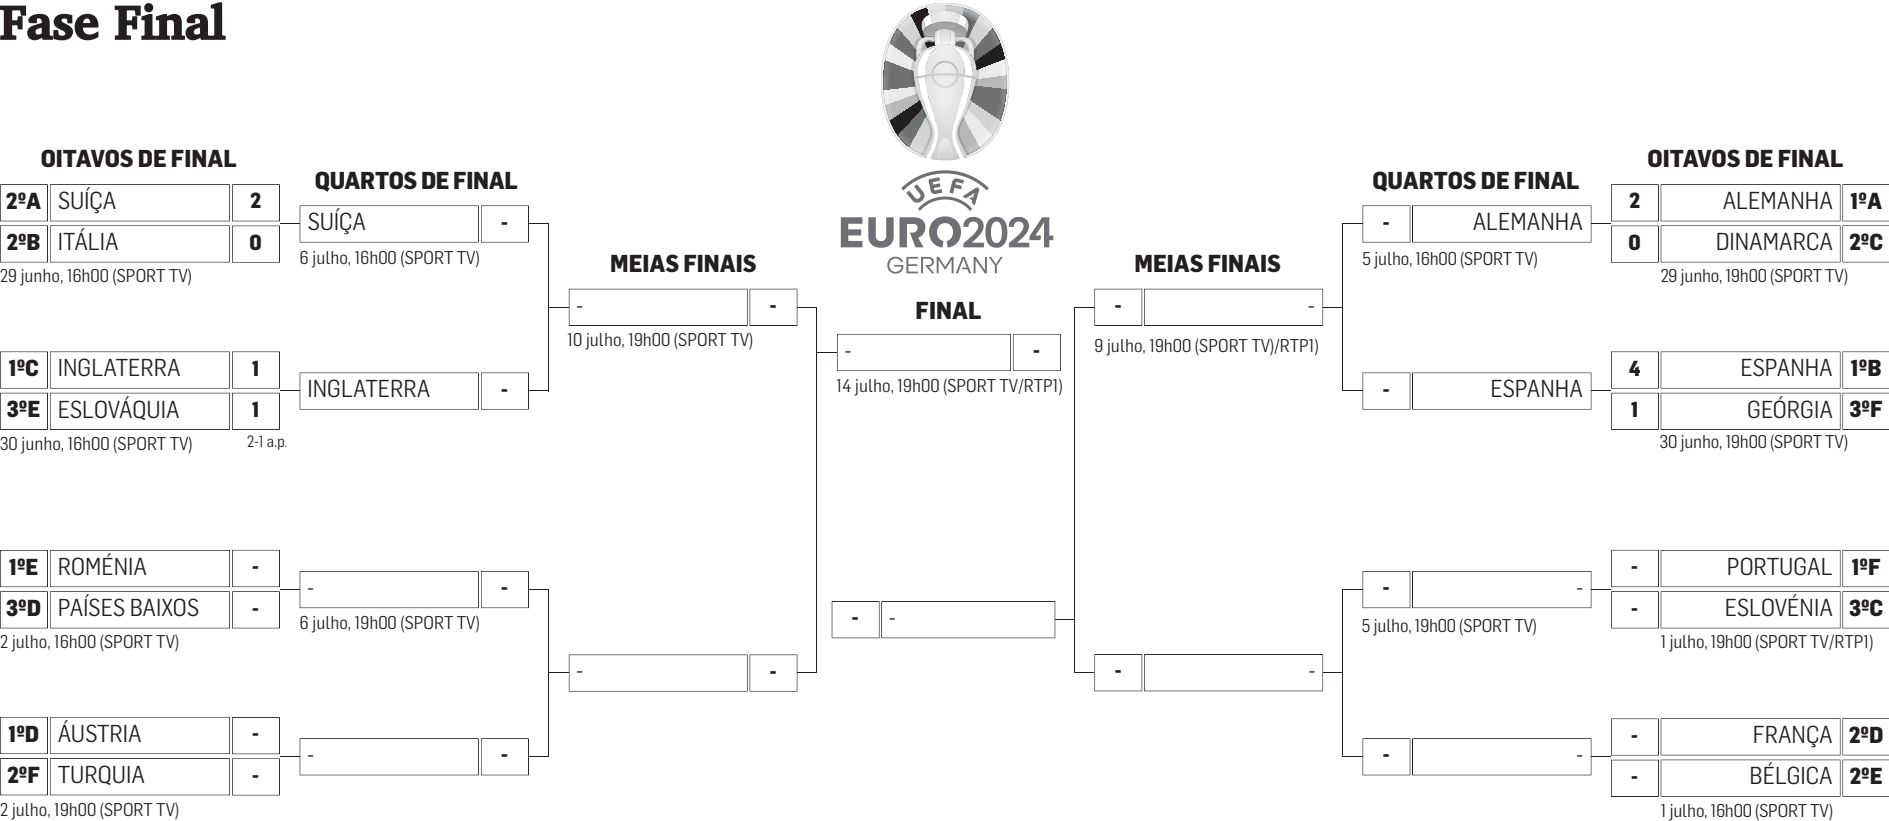 Fase Final
UEFA
EURO2024
GERMANY
OITAVOS DE FINAL
2ºA SUÍÇA 2
2ºB ITÁLIA 0
29 junho, 16h00 (SPORT TV)
1ºC INGLATERRA 1
3ºE ESLOVÁQUIA 1
30 junho, 16h00 (SPORT TV) 2-1 a.p.
1ºE ROMÉNIA -
3ºD PAÍSES BAIXOS -
2 julho, 16h00 (SPORT TV)
1ºD ÁUSTRIA -
2ºF TURQUIA -
2 julho, 19h00 (SPORT TV)
QUARTOS DE FINAL
SUÍÇA -
6 julho, 16h00 (SPORT TV)
INGLATERRA -
- -
6 julho, 19h00 (SPORT TV)
- -
MEIAS FINAIS
- -
10 julho, 19h00 (SPORT TV)
- -
FINAL
- -
14 julho, 19h00 (SPORT TV/RTP1)
- -
MEIAS FINAIS
- -
9 julho, 19h00 (SPORT TV)/RTP1)
- -
QUARTOS DE FINAL
- ALEMANHA
5 julho, 16h00 (SPORT TV)
- ESPANHA
- -
5 julho, 19h00 (SPORT TV)
- -
OITAVOS DE FINAL
2 ALEMANHA 1ºA
0 DINAMARCA 2ºC
29 junho, 19h00 (SPORT TV)
4 ESPANHA 1ºB
1 GEÓRGIA 3ºF
30 junho, 19h00 (SPORT TV)
- PORTUGAL 1ºF
- ESLOVÉNIA 3ºC
1 julho, 19h00 (SPORT TV/RTP1)
- FRANÇA 2ºD
- BÉLGICA 2ºE
1 julho, 16h00 (SPORT TV)